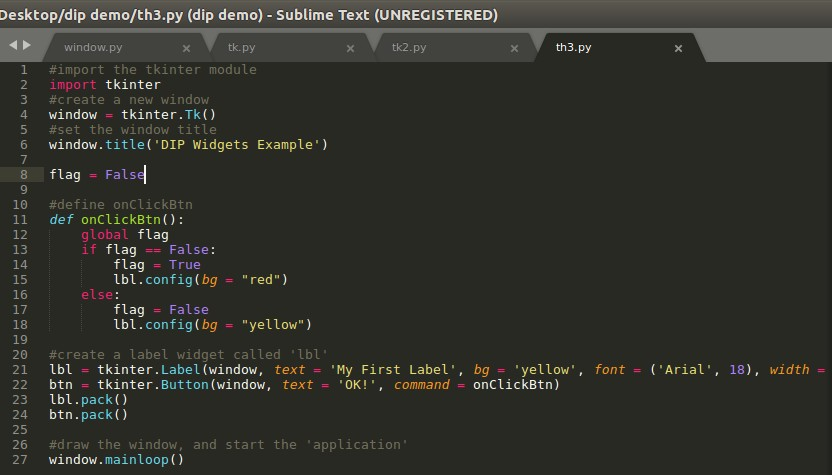 Desktop/dip demo/th3.py (dip demo) - Sublime Text (UNREGISTERED)
window.py × tk.py × tk2.py × th3.py ×
1 #import the tkinter module
2 import tkinter
3 #create a new window
4 window = tkinter.Tk()
5 #set the window title
6 window.title('DIP Widgets Example')
7
8 flag = False
9
10 #define onClickBtn
11 def onClickBtn():
12     global flag
13     if flag == False:
14         flag = True
15         lbl.config(bg = "red")
16     else:
17         flag = False
18         lbl.config(bg = "yellow")
19
20 #create a label widget called 'lbl'
21 lbl = tkinter.Label(window, text = 'My First Label', bg = 'yellow', font = ('Arial', 18), width =
22 btn = tkinter.Button(window, text = 'OK!', command = onClickBtn)
23 lbl.pack()
24 btn.pack()
25
26 #draw the window, and start the 'application'
27 window.mainloop()